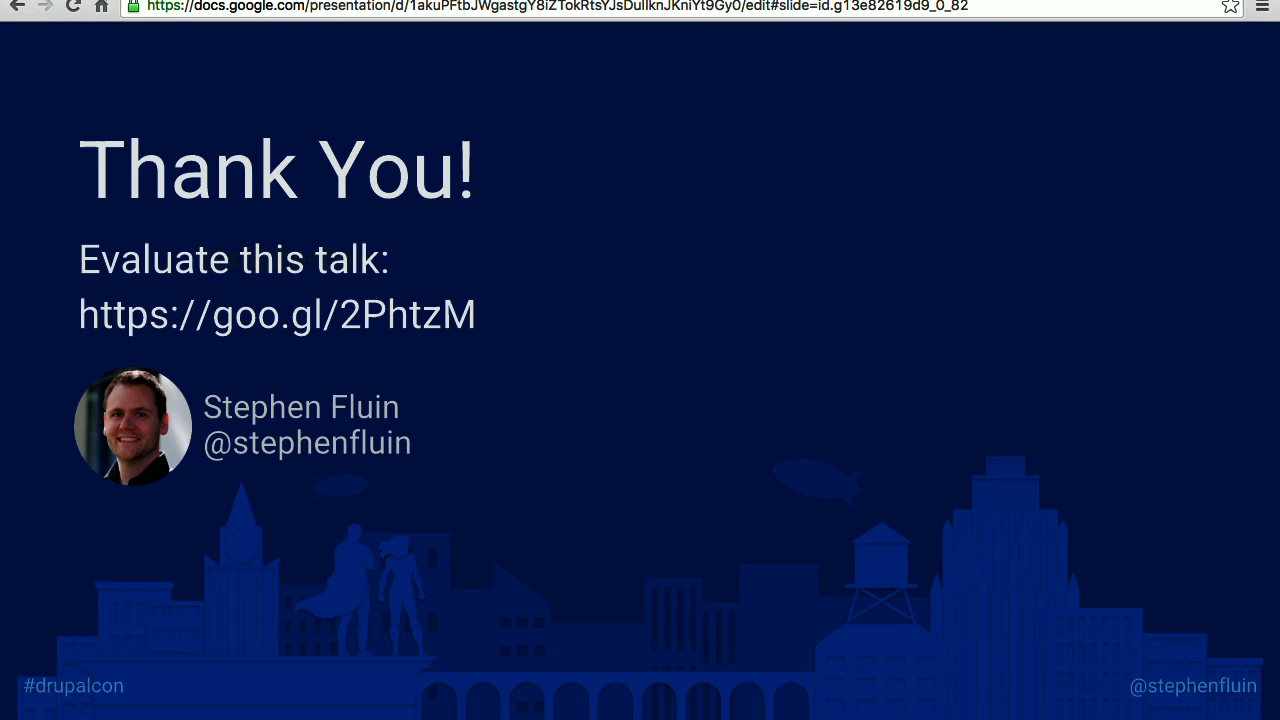 https://docs.google.com/presentation/d/1akuPFtbJWgastgY8iZTokRtsYJsDuIlknJKniYt9Gy0/edit#slide=id.g13e82619d9_0_82
Thank You!
Evaluate this talk:
https://goo.gl/2PhtzM
Stephen Fluin
@stephenfluin
#drupalcon
@stephenfluin